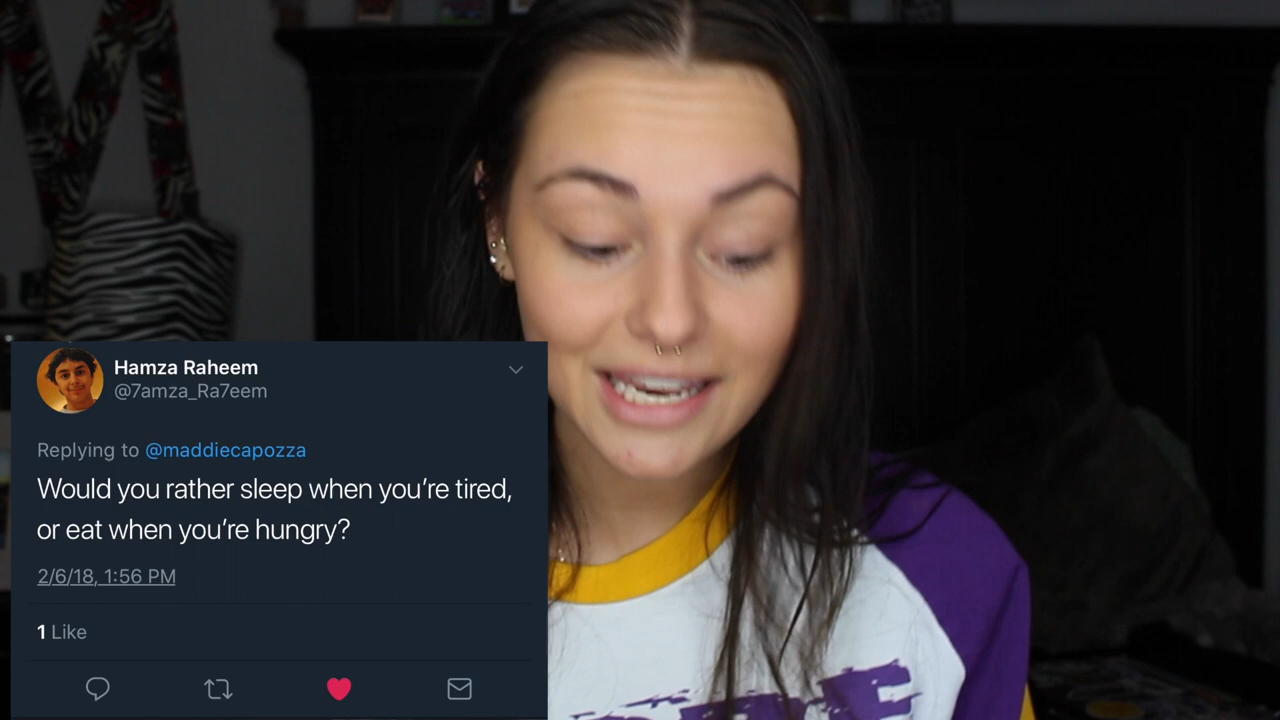 Hamza Raheem
@7amza_Ra7eem
Replying to @maddiecapozza
Would you rather sleep when you're tired,
or eat when you're hungry?
2/6/18, 1:56 PM
1 Like